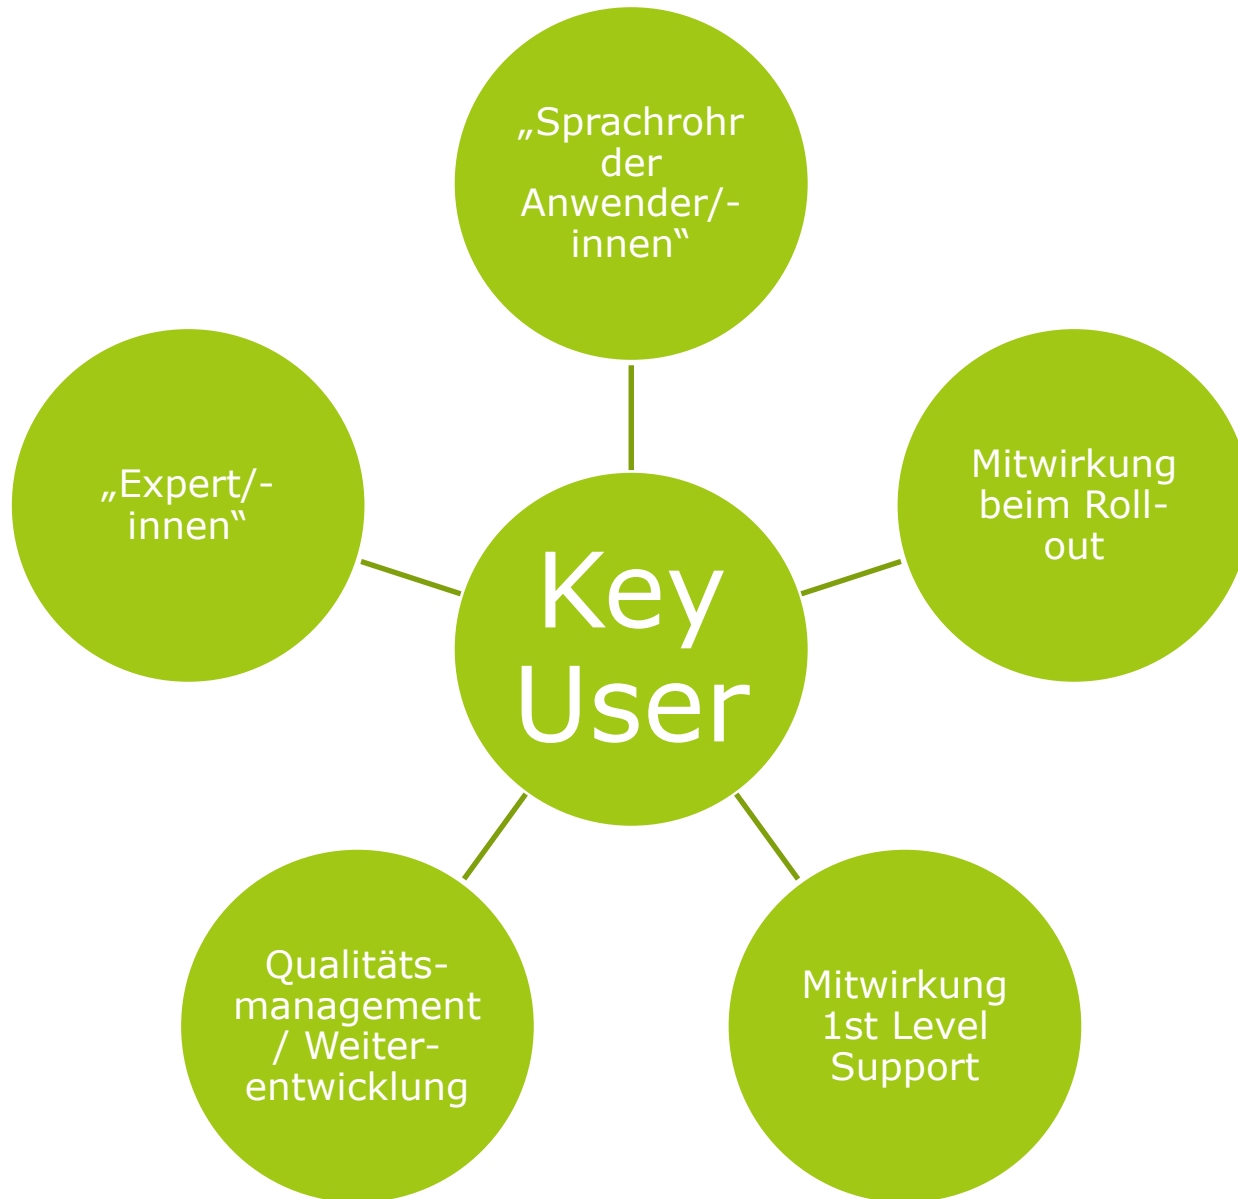 „Sprachrohr
der
Anwender/-
innen“
„Expert/-
innen“
Mitwirkung
beim Roll-
out
Key
User
Qualitäts-
management
/ Weiter-
entwicklung
Mitwirkung
1st Level
Support